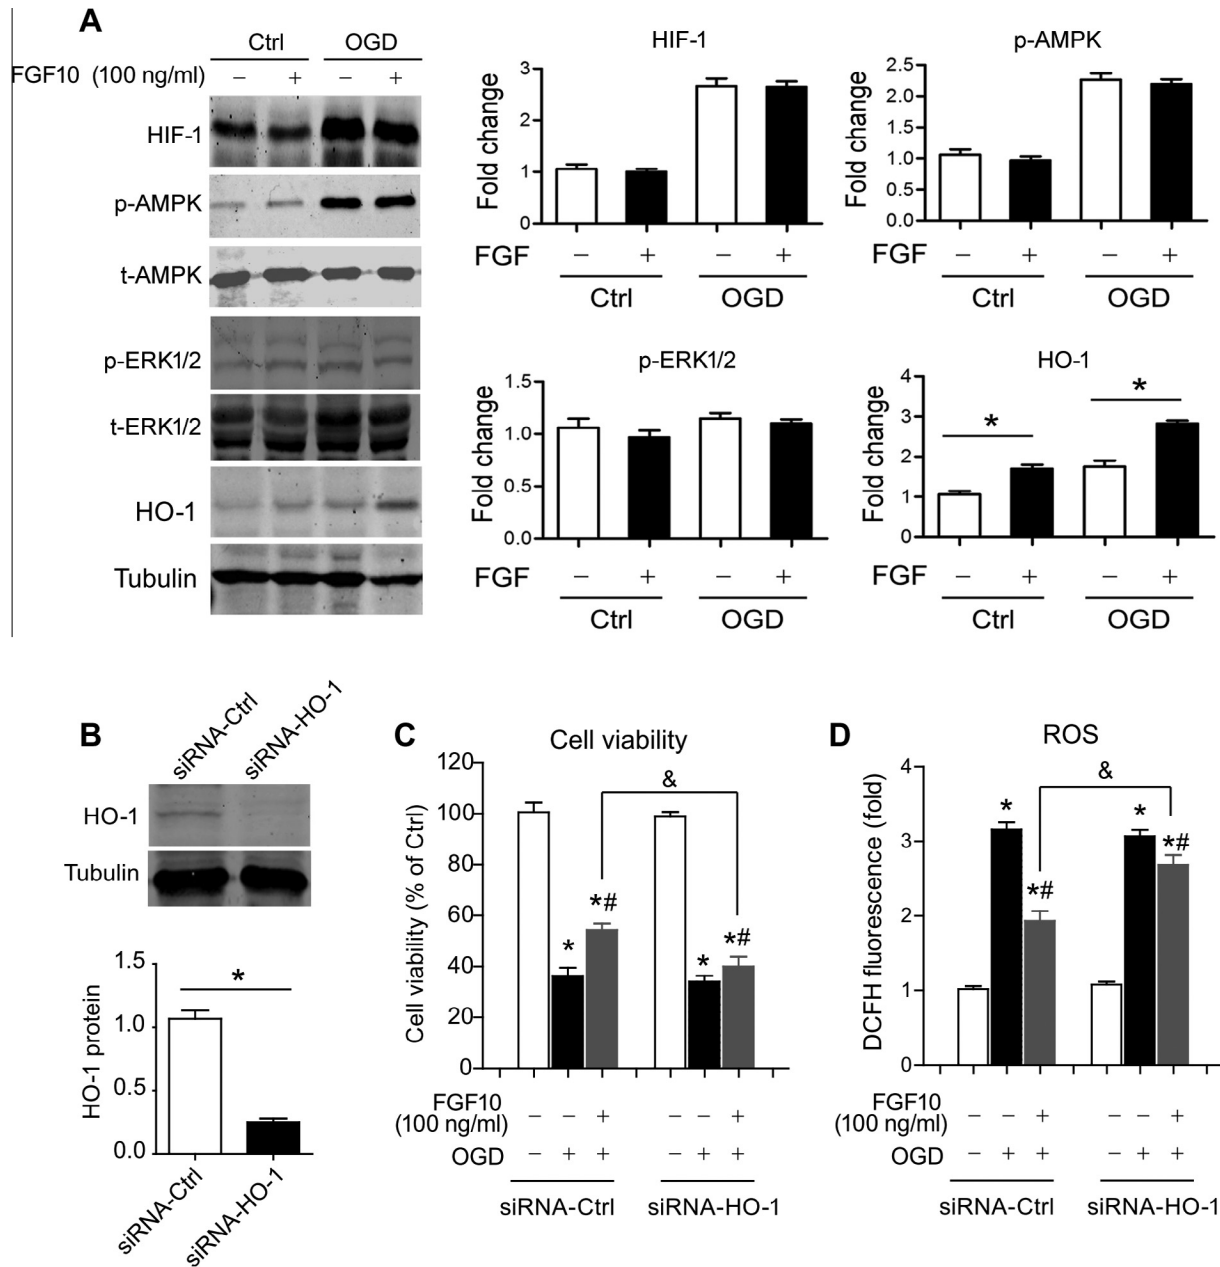 A
Ctrl OGD
FGF10 (100 ng/ml) − + − +
HIF-1
p-AMPK
t-AMPK
p-ERK1/2
t-ERK1/2
HO-1
Tubulin
HIF-1
Fold change
3
2
1
0
FGF − + − +
Ctrl OGD
p-AMPK
Fold change
2.5
2.0
1.5
1.0
0.5
0.0
FGF − + − +
Ctrl OGD
p-ERK1/2
Fold change
1.5
1.0
0.5
0.0
FGF − + − +
Ctrl OGD
HO-1
Fold change
4
3
2
1
0
* *
FGF − + − +
Ctrl OGD
B
siRNA-Ctrl siRNA-HO-1
HO-1
Tubulin
HO-1 protein
1.5
1.0
0.5
0.0
*
siRNA-Ctrl siRNA-HO-1
C
Cell viability
Cell viability (% of Ctrl)
120
100
80
60
40
20
0
&
* *# * *#
FGF10
(100 ng/ml) − − + − − +
OGD − + + − + +
siRNA-Ctrl siRNA-HO-1
D
ROS
DCFH fluorescence (fold)
4
3
2
1
0
&
* *# * *#
FGF10
(100 ng/ml) − − + − − +
OGD − + + − + +
siRNA-Ctrl siRNA-HO-1